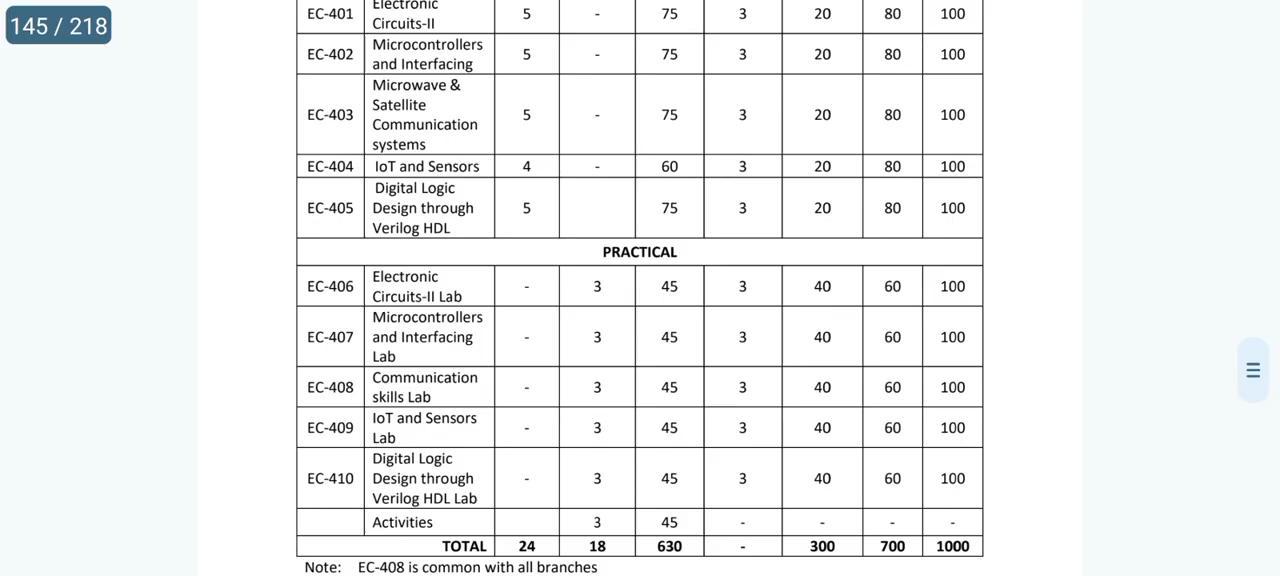 145 / 218
EC-401 Electronic Circuits-II 5 - 75 3 20 80 100
EC-402 Microcontrollers and Interfacing 5 - 75 3 20 80 100
EC-403 Microwave & Satellite Communication systems 5 - 75 3 20 80 100
EC-404 IoT and Sensors 4 - 60 3 20 80 100
EC-405 Digital Logic Design through Verilog HDL 5 75 3 20 80 100
PRACTICAL
EC-406 Electronic Circuits-II Lab - 3 45 3 40 60 100
EC-407 Microcontrollers and Interfacing Lab - 3 45 3 40 60 100
EC-408 Communication skills Lab - 3 45 3 40 60 100
EC-409 IoT and Sensors Lab - 3 45 3 40 60 100
EC-410 Digital Logic Design through Verilog HDL Lab - 3 45 3 40 60 100
Activities 3 45 - - - -
TOTAL 24 18 630 - 300 700 1000
Note: EC-408 is common with all branches